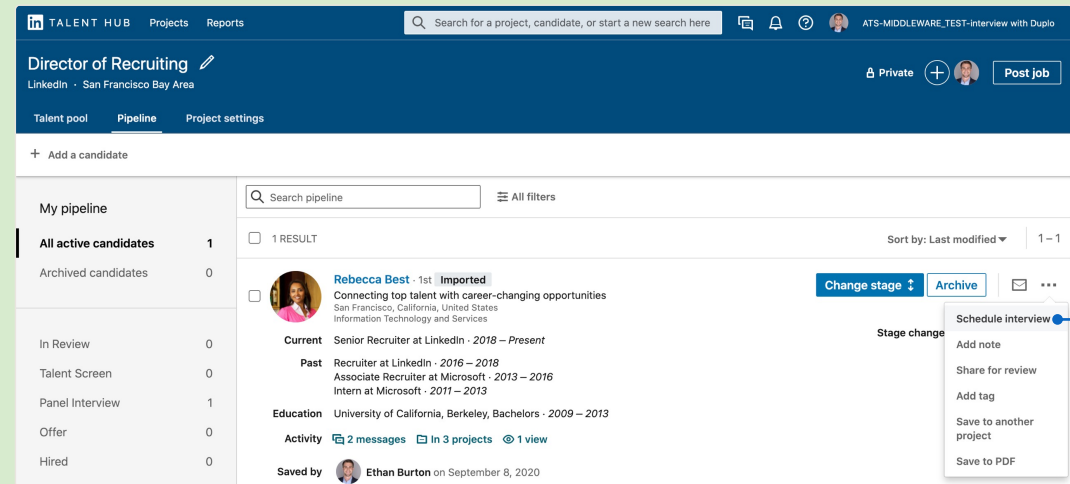 in TALENT HUB Projects Reports Search for a project, candidate, or start a new search here ATS-MIDDLEWARE_TEST-interview with Duplo
Director of Recruiting
LinkedIn · San Francisco Bay Area
Private Post job
Talent pool Pipeline Project settings
+ Add a candidate
My pipeline
All active candidates 1
Archived candidates 0
In Review 0
Talent Screen 0
Panel Interview 1
Offer 0
Hired 0
Search pipeline All filters
1 RESULT Sort by: Last modified 1 – 1
Rebecca Best · 1st Imported
Connecting top talent with career-changing opportunities
San Francisco, California, United States
Information Technology and Services
Change stage Archive
Current Senior Recruiter at LinkedIn · 2018 – Present
Past Recruiter at LinkedIn · 2016 – 2018
Associate Recruiter at Microsoft · 2013 – 2016
Intern at Microsoft · 2011 – 2013
Education University of California, Berkeley, Bachelors · 2009 – 2013
Activity 2 messages In 3 projects 1 view
Saved by Ethan Burton on September 8, 2020
Stage change
Schedule interview
Add note
Share for review
Add tag
Save to another
project
Save to PDF